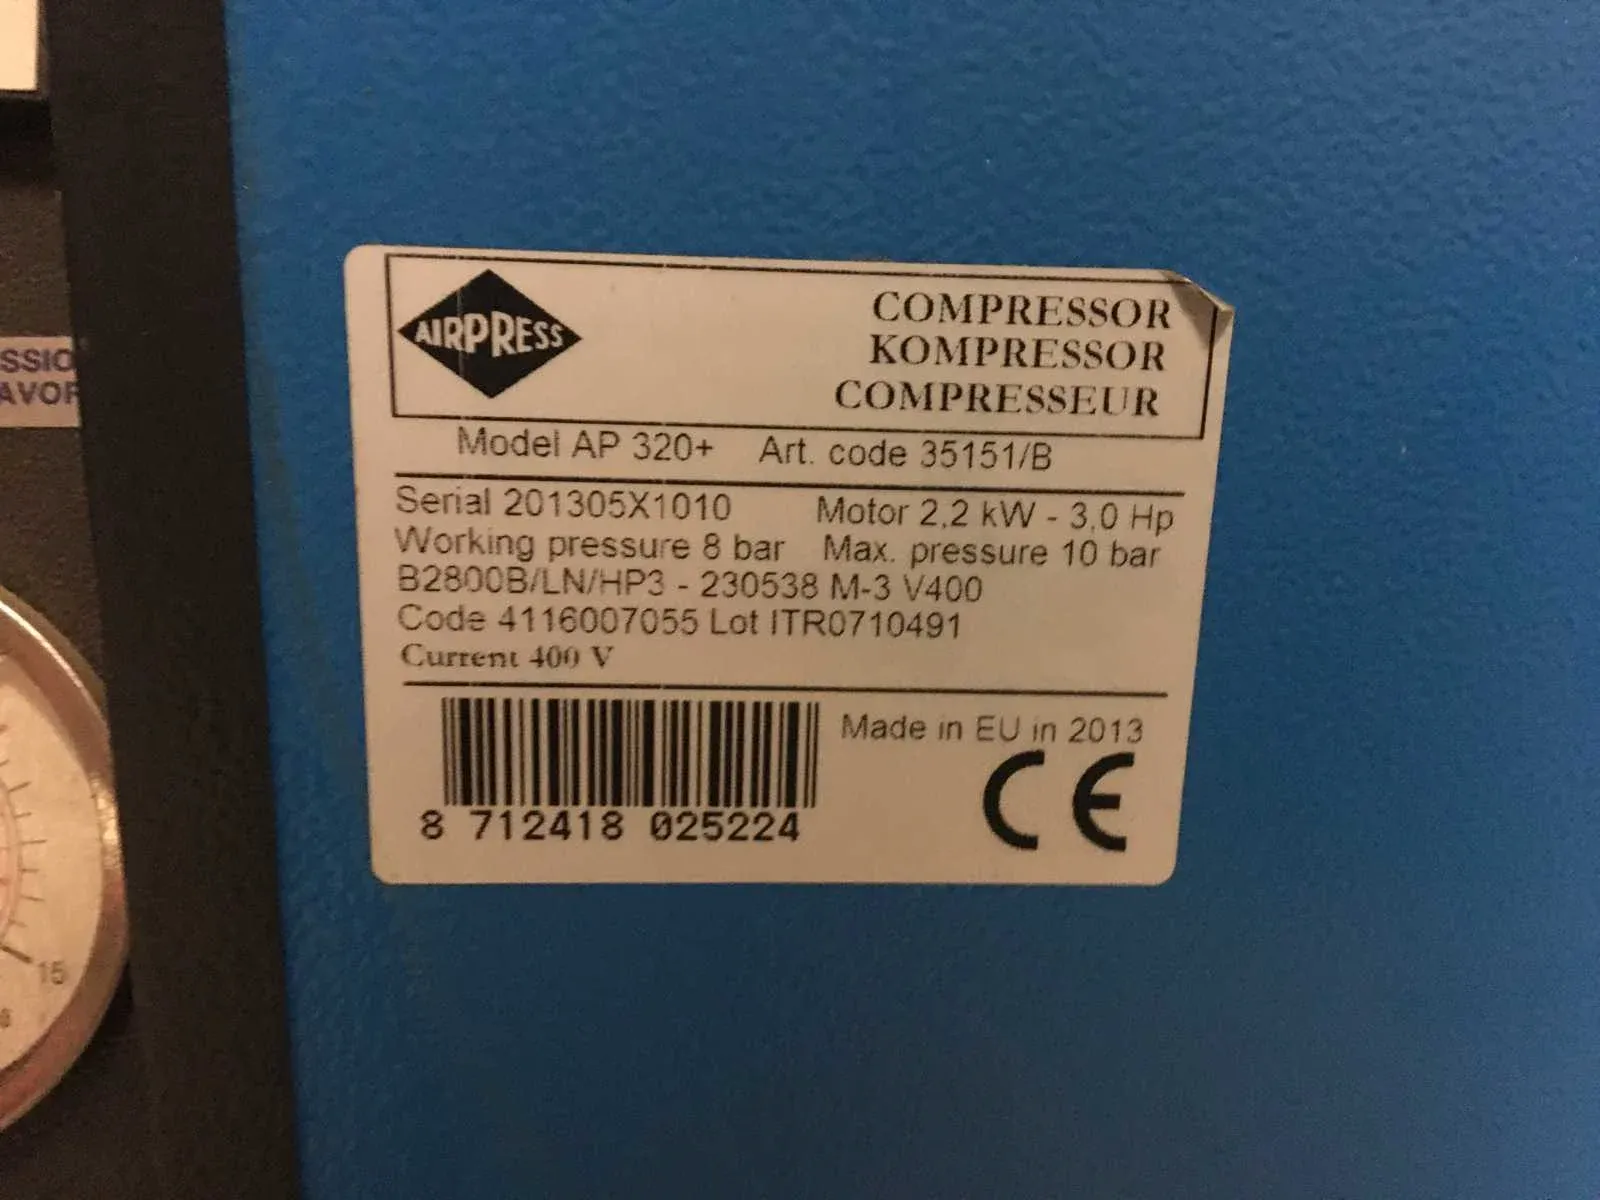 AIRPRESS
COMPRESSOR
KOMPRESSOR
COMPRESSEUR
Model AP 320+ Art. code 35151/B
Serial 201305X1010 Motor 2,2 kW - 3,0 Hp
Working pressure 8 bar Max. pressure 10 bar
B2800B/LN/HP3 - 230538 M-3 V400
Code 4116007055 Lot ITR0710491
Current 400 V
Made in EU in 2013
CE
8 712418 025224
SSIO
AVOR
15